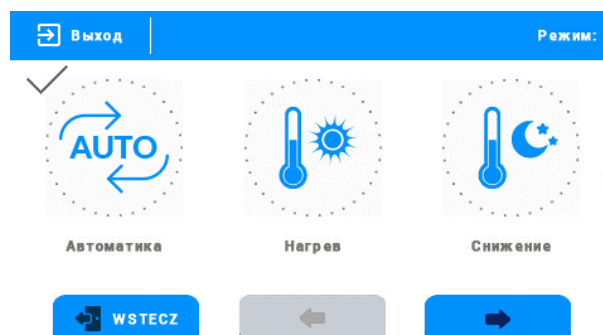 Выход
Режим:
AUTO
Автоматика
Нагрев
Снижение
WSTECZ